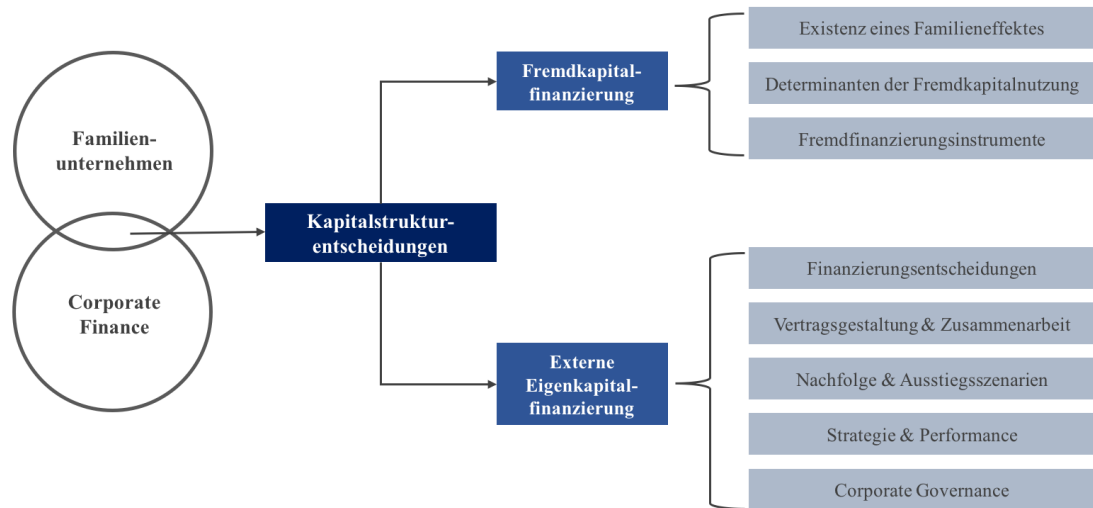 Familien-
unternehmen
Corporate
Finance
Kapitalstruktur-
entscheidungen
Fremdkapital-
finanzierung
Existenz eines Familieneffektes
Determinanten der Fremdkapitalnutzung
Fremdfinanzierungsinstrumente
Externe
Eigenkapital-
finanzierung
Finanzierungsentscheidungen
Vertragsgestaltung & Zusammenarbeit
Nachfolge & Ausstiegsszenarien
Strategie & Performance
Corporate Governance